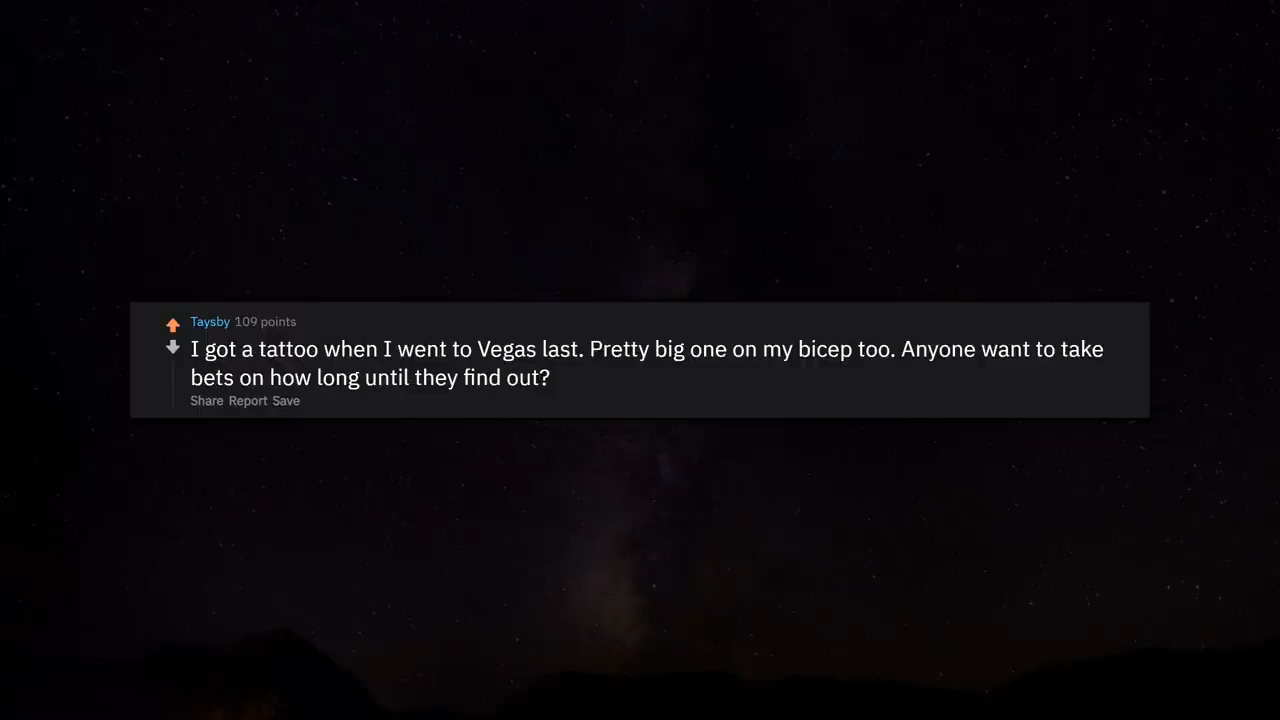 Taysby 109 points
I got a tattoo when I went to Vegas last. Pretty big one on my bicep too. Anyone want to take
bets on how long until they find out?
Share Report Save